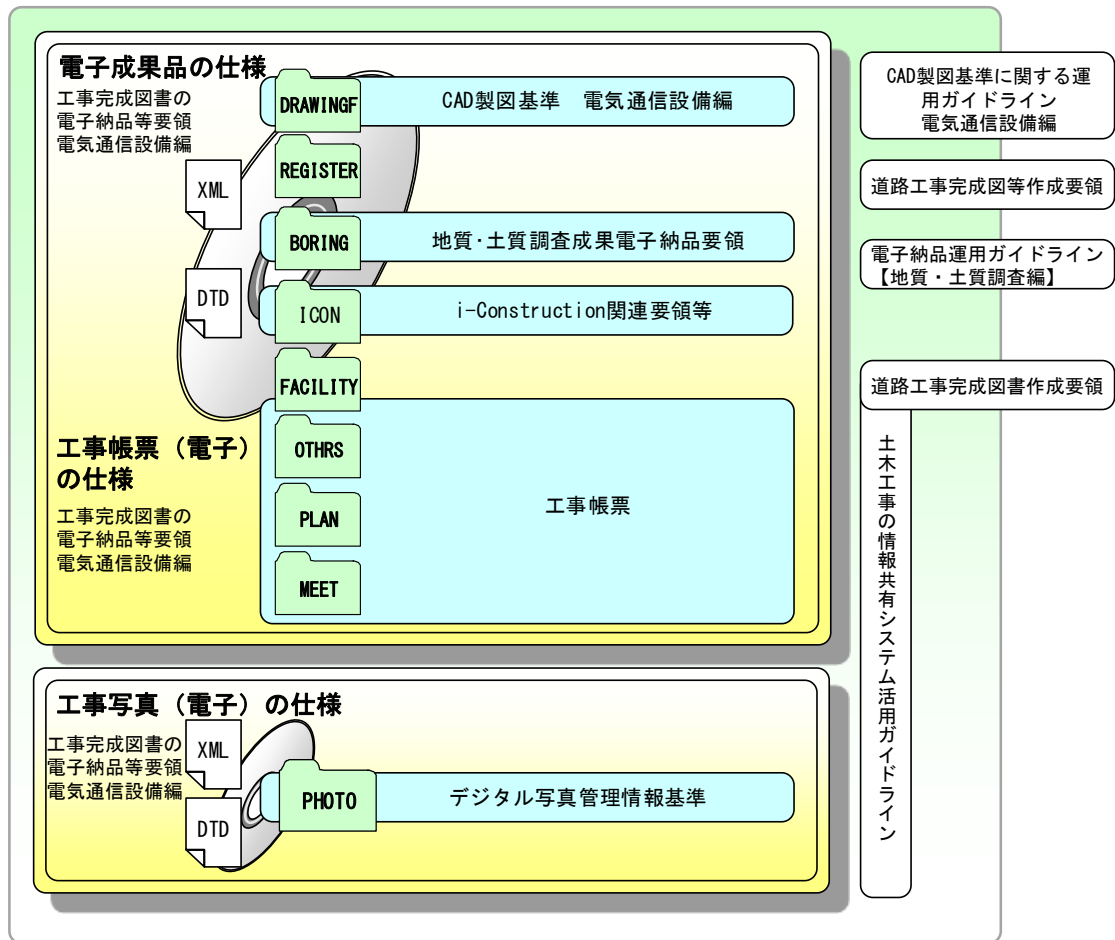 電子成果品の仕様
工事完成図書の
電子納品等要領
電気通信設備編
XML
DTD
DRAWINGF
CAD製図基準　電気通信設備編
REGISTER
BORING
地質・土質調査成果電子納品要領
ICON
i-Construction関連要領等
FACILITY
工事帳票（電子）
の仕様
工事完成図書の
電子納品等要領
電気通信設備編
OTHRS
PLAN
MEET
工事帳票
工事写真（電子）の仕様
工事完成図書の
電子納品等要領
電気通信設備編
XML
DTD
PHOTO
デジタル写真管理情報基準
CAD製図基準に関する運
用ガイドライン
電気通信設備編
道路工事完成図等作成要領
電子納品運用ガイドライン
【地質・土質調査編】
道路工事完成図書作成要領
土木工事の情報共有システム活用ガイドライン